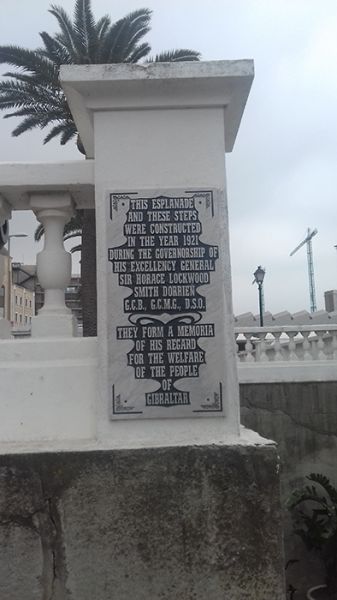 THIS ESPLANADE
AND THESE STEPS
WERE CONSTRUCTED
IN THE YEAR 1921
DURING THE GOVERNORSHIP OF
HIS EXCELLENCY GENERAL
SIR HORACE LOCKWOOD
SMITH DORRIEN
G.C.B., G.C.M.G., D.S.O.
THEY FORM A MEMORIA
OF HIS REGARD
FOR THE WELFARE
OF THE PEOPLE
OF
GIBRALTAR